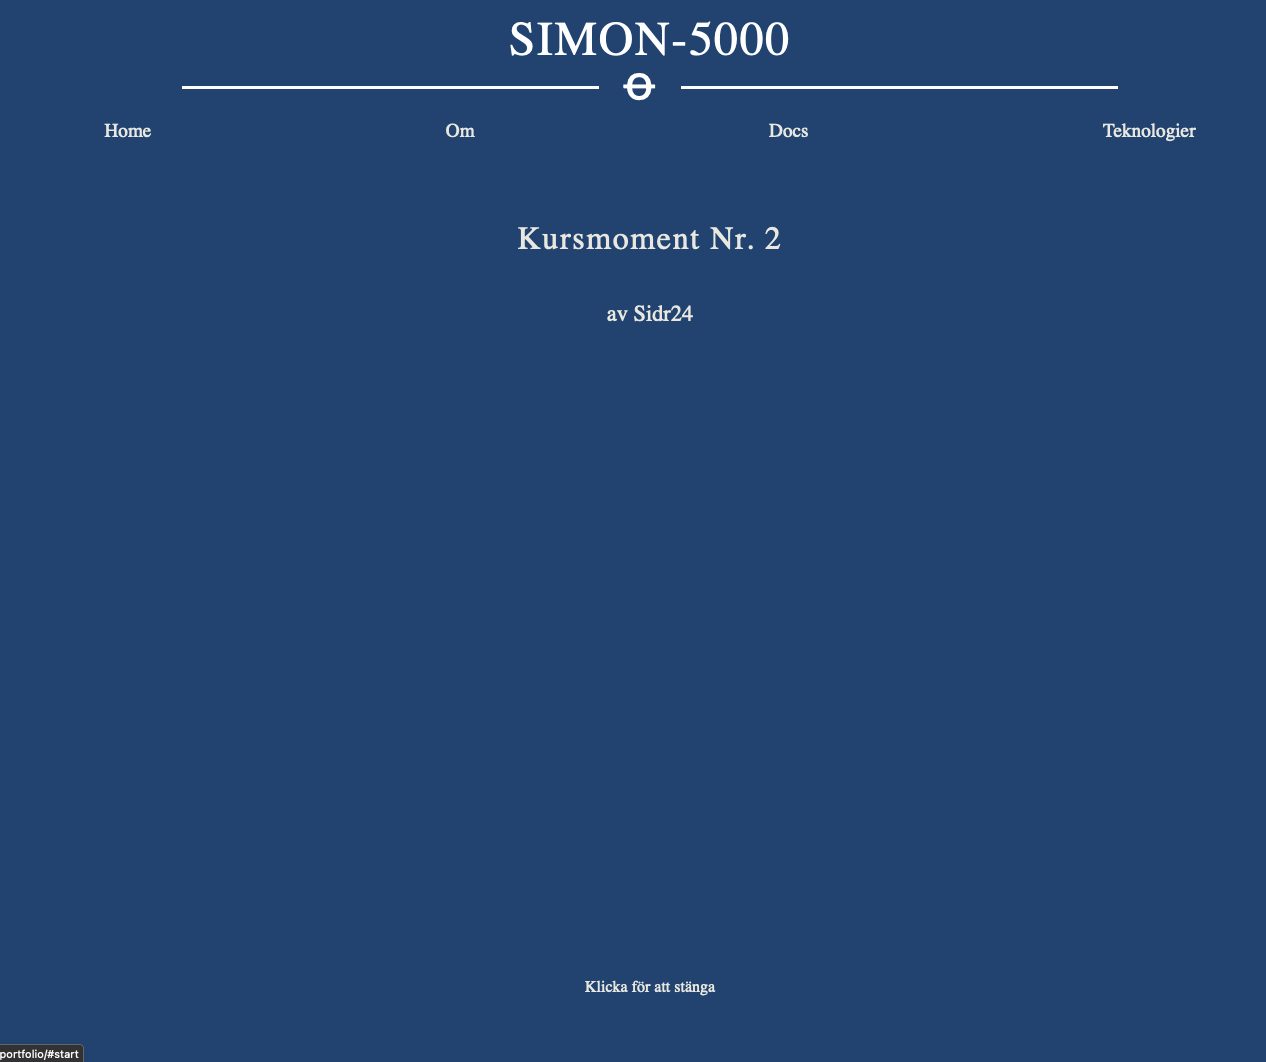 SIMON-5000
Home Om Docs Teknologier
Kursmoment Nr. 2
av Sidr24
Klicka för att stänga
portfolio/#start